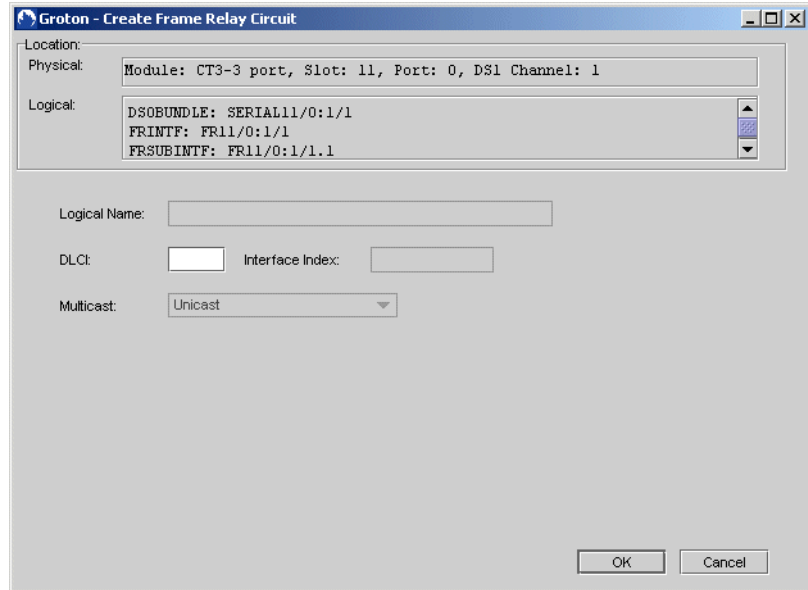 Groton - Create Frame Relay Circuit
Location:
Physical:
Module: CT3-3 port, Slot: 11, Port: 0, DS1 Channel: 1
Logical:
DS0BUNDLE: SERIAL11/0:1/1
FRINTF: FR11/0:1/1
FRSUBINTF: FR11/0:1/1.1
Logical Name:
DLCI:
Interface Index:
Multicast:
Unicast
OK
Cancel